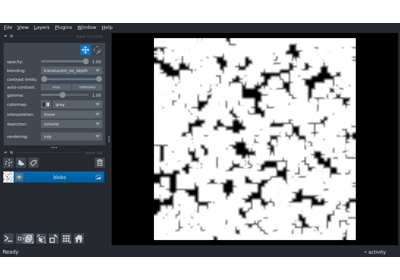 File View Layers Plugins Window Help
opacity: 1.00
blending: translucent_no_depth
contrast limits:
auto-contrast: once continuous
gamma: 1.00
colormap: gray
interpolation: linear
depiction: volume
rendering: mip
blobs
Ready
activity